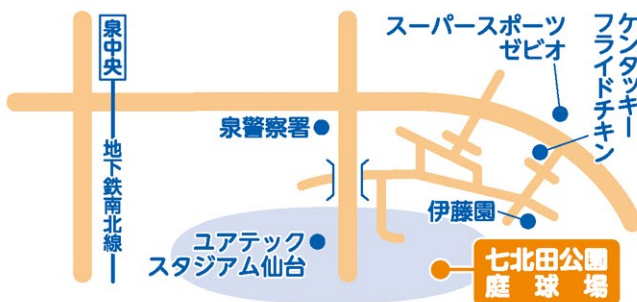 泉中央
地下鉄南北線
泉警察署
スーパースポーツ
ゼビオ
ケンタッキー
フライドチキン
伊藤園
ユアテック
スタジアム仙台
七北田公園
庭球場